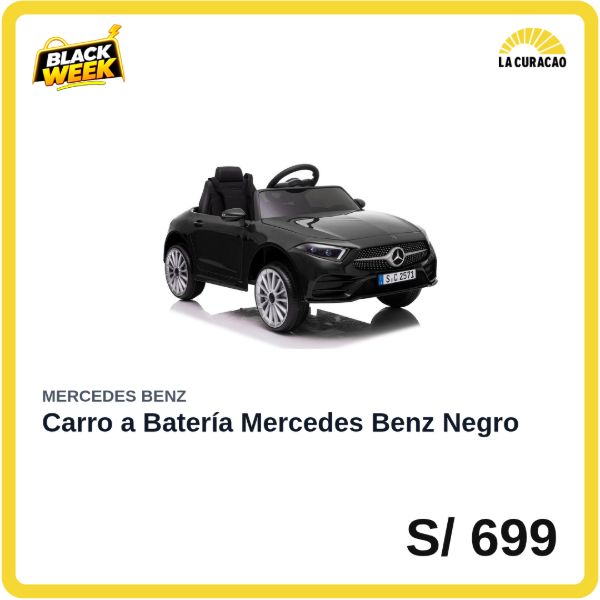 BLACK
WEEK
LA CURACAO
S·C 2571
MERCEDES BENZ
Carro a Batería Mercedes Benz Negro
S/ 699